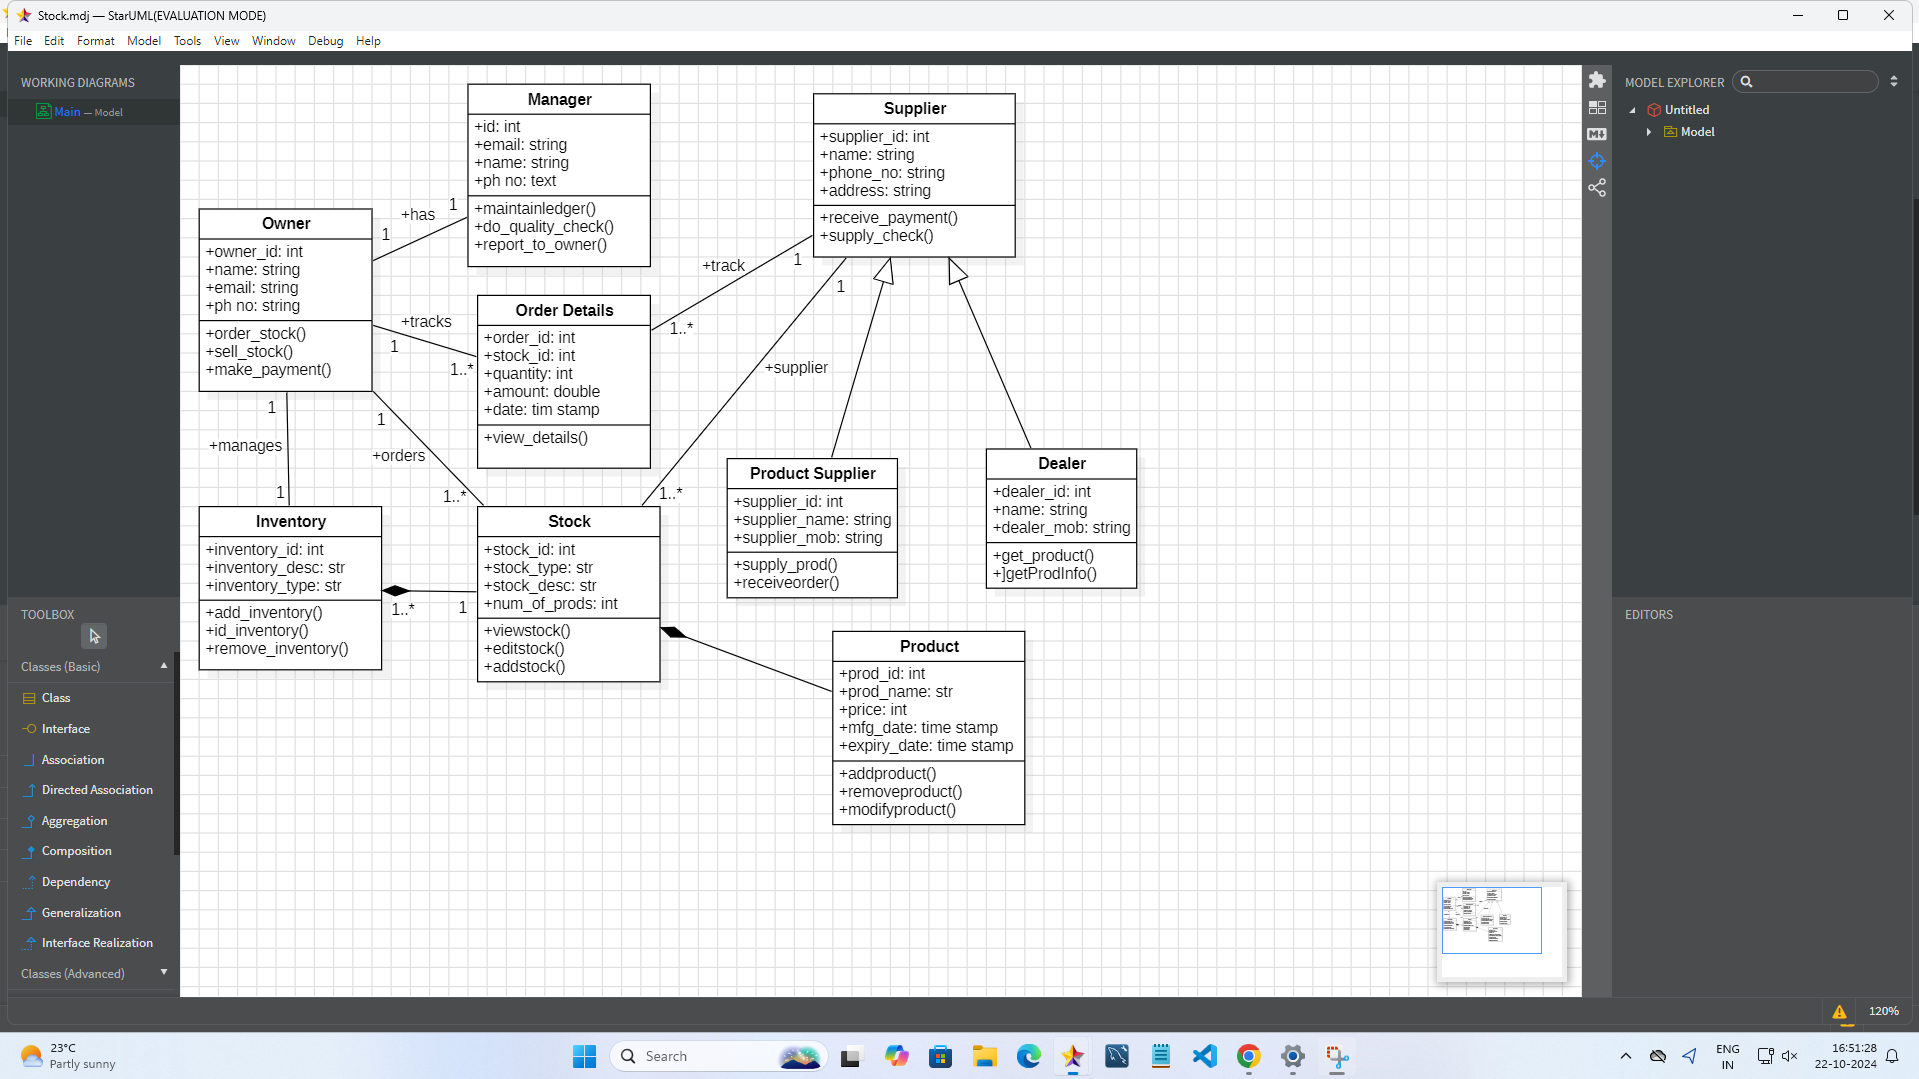 Stock.mdj — StarUML(EVALUATION MODE)
File Edit Format Model Tools View Window Debug Help
WORKING DIAGRAMS
Main — Model
TOOLBOX
Classes (Basic)
Class
Interface
Association
Directed Association
Aggregation
Composition
Dependency
Generalization
Interface Realization
Classes (Advanced)
Manager
+id: int
+email: string
+name: string
+ph no: text
+maintainledger()
+do_quality_check()
+report_to_owner()
Supplier
+supplier_id: int
+name: string
+phone_no: string
+address: string
+receive_payment()
+supply_check()
Owner
+owner_id: int
+name: string
+email: string
+ph no: string
+order_stock()
+sell_stock()
+make_payment()
+has
1
1
+tracks
1
1..*
Order Details
+order_id: int
+stock_id: int
+quantity: int
+amount: double
+date: tim stamp
+view_details()
+track
1
1..*
1
+supplier
1..*
1
+manages
1
1
+orders
1..*
Inventory
+inventory_id: int
+inventory_desc: str
+inventory_type: str
+add_inventory()
+id_inventory()
+remove_inventory()
1..*
1
Stock
+stock_id: int
+stock_type: str
+stock_desc: str
+num_of_prods: int
+viewstock()
+editstock()
+addstock()
Product Supplier
+supplier_id: int
+supplier_name: string
+supplier_mob: string
+supply_prod()
+receiveorder()
Dealer
+dealer_id: int
+name: string
+dealer_mob: string
+get_product()
+]getProdInfo()
Product
+prod_id: int
+prod_name: str
+price: int
+mfg_date: time stamp
+expiry_date: time stamp
+addproduct()
+removeproduct()
+modifyproduct()
MODEL EXPLORER
Untitled
Model
EDITORS
120%
23°C
Partly sunny
Search
ENG
IN
16:51:28
22-10-2024